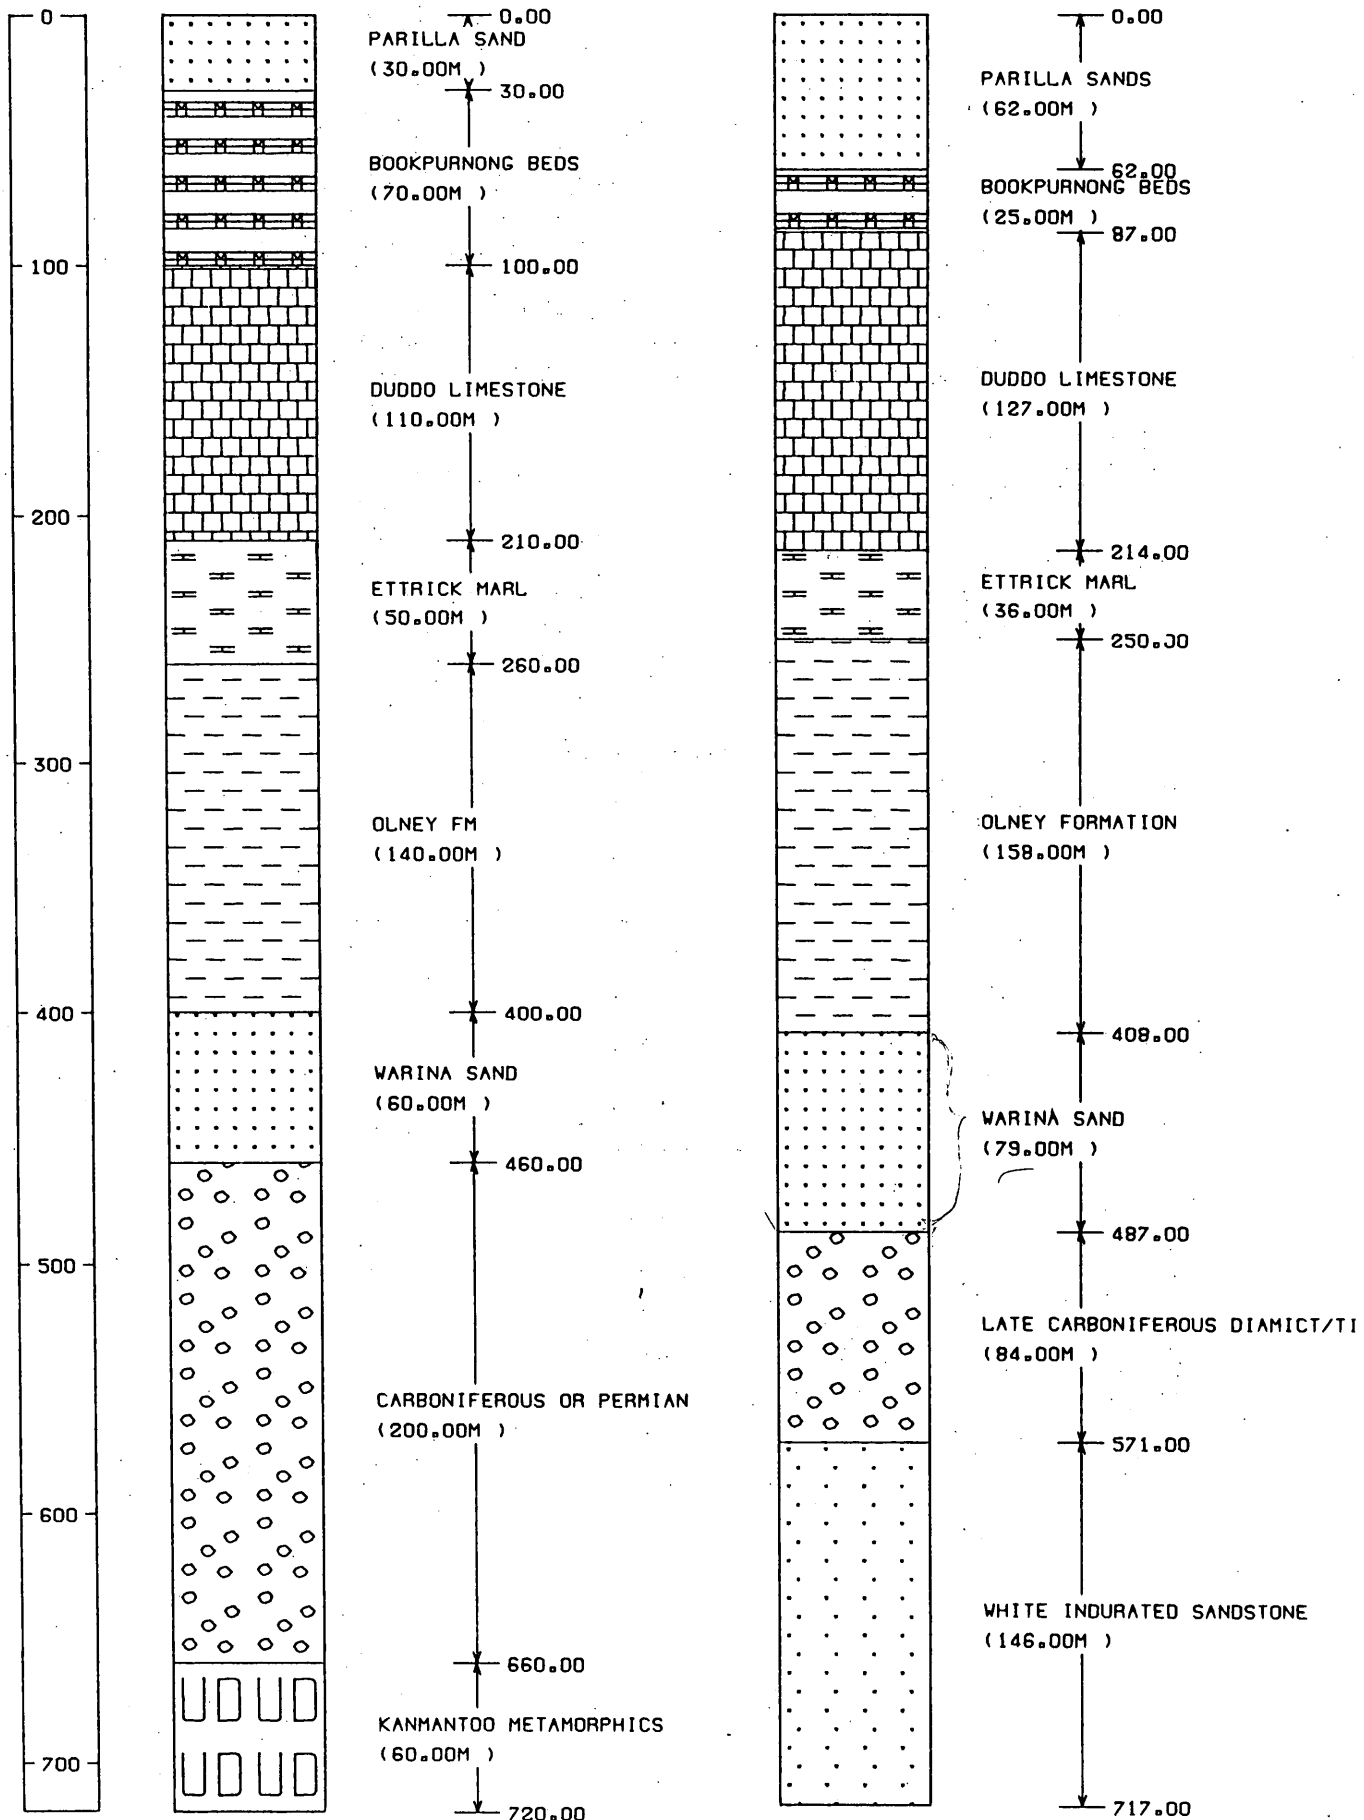 0
100
200
300
400
500
600
700
0.00
PARILLA SAND
(30.00M )
30.00
BOOKPURNONG BEDS
(70.00M )
100.00
DUDDO LIMESTONE
(110.00M )
210.00
ETTRICK MARL
(50.00M )
260.00
OLNEY FM
(140.00M )
400.00
WARINA SAND
(60.00M )
460.00
CARBONIFEROUS OR PERMIAN
(200.00M )
660.00
KANMANTOO METAMORPHICS
(60.00M )
720.00
0.00
PARILLA SANDS
(62.00M )
62.00
BOOKPURNONG BEDS
(25.00M )
87.00
DUDDO LIMESTONE
(127.00M )
214.00
ETTRICK MARL
(36.00M )
250.00
OLNEY FORMATION
(158.00M )
408.00
WARINA SAND
(79.00M )
487.00
LATE CARBONIFEROUS DIAMICT/TI
(84.00M )
571.00
WHITE INDURATED SANDSTONE
(146.00M )
717.00